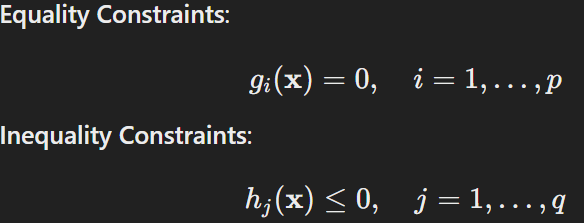 Equality Constraints:
gᵢ(𝐱) = 0, i = 1, . . . , p
Inequality Constraints:
hⱼ(𝐱) ≤ 0, j = 1, . . . , q